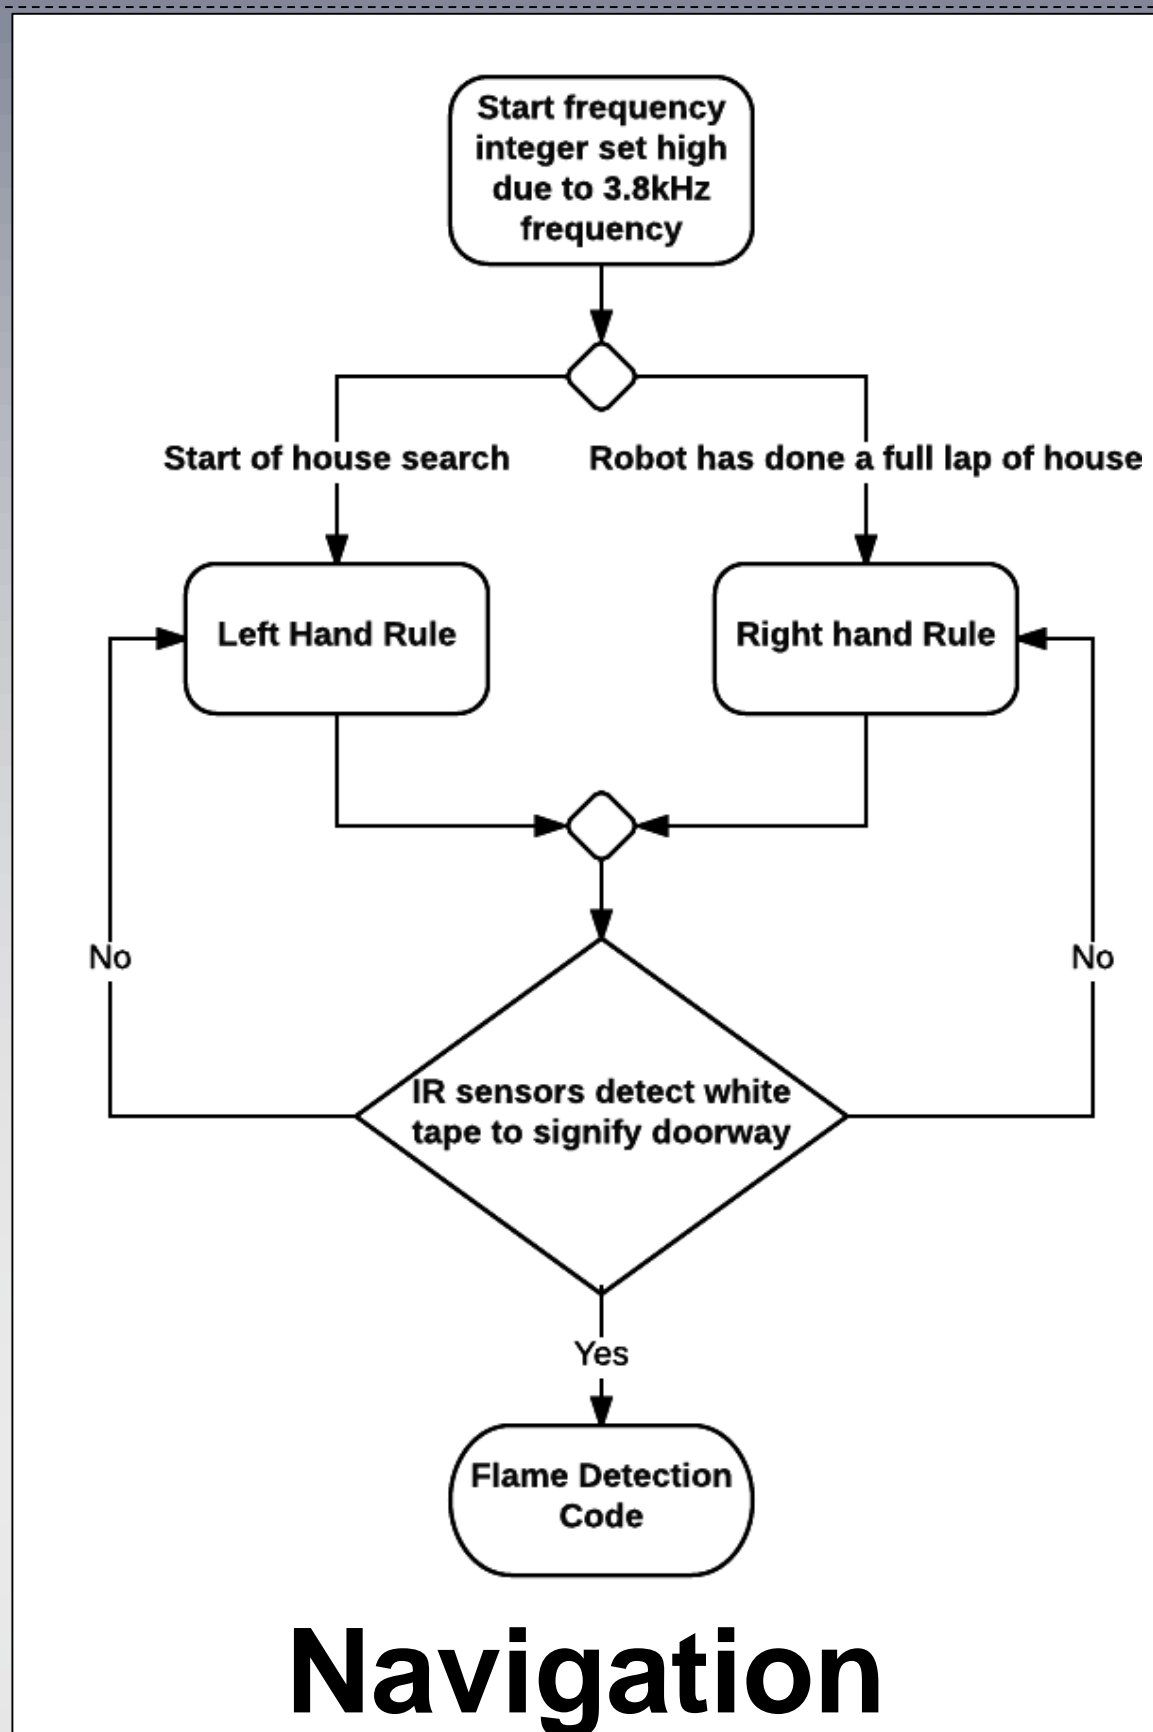 Start frequency
integer set high
due to 3.8kHz
frequency
Start of house search
Robot has done a full lap of house
Left Hand Rule
Right hand Rule
No
No
IR sensors detect white
tape to signify doorway
Yes
Flame Detection
Code
Navigation